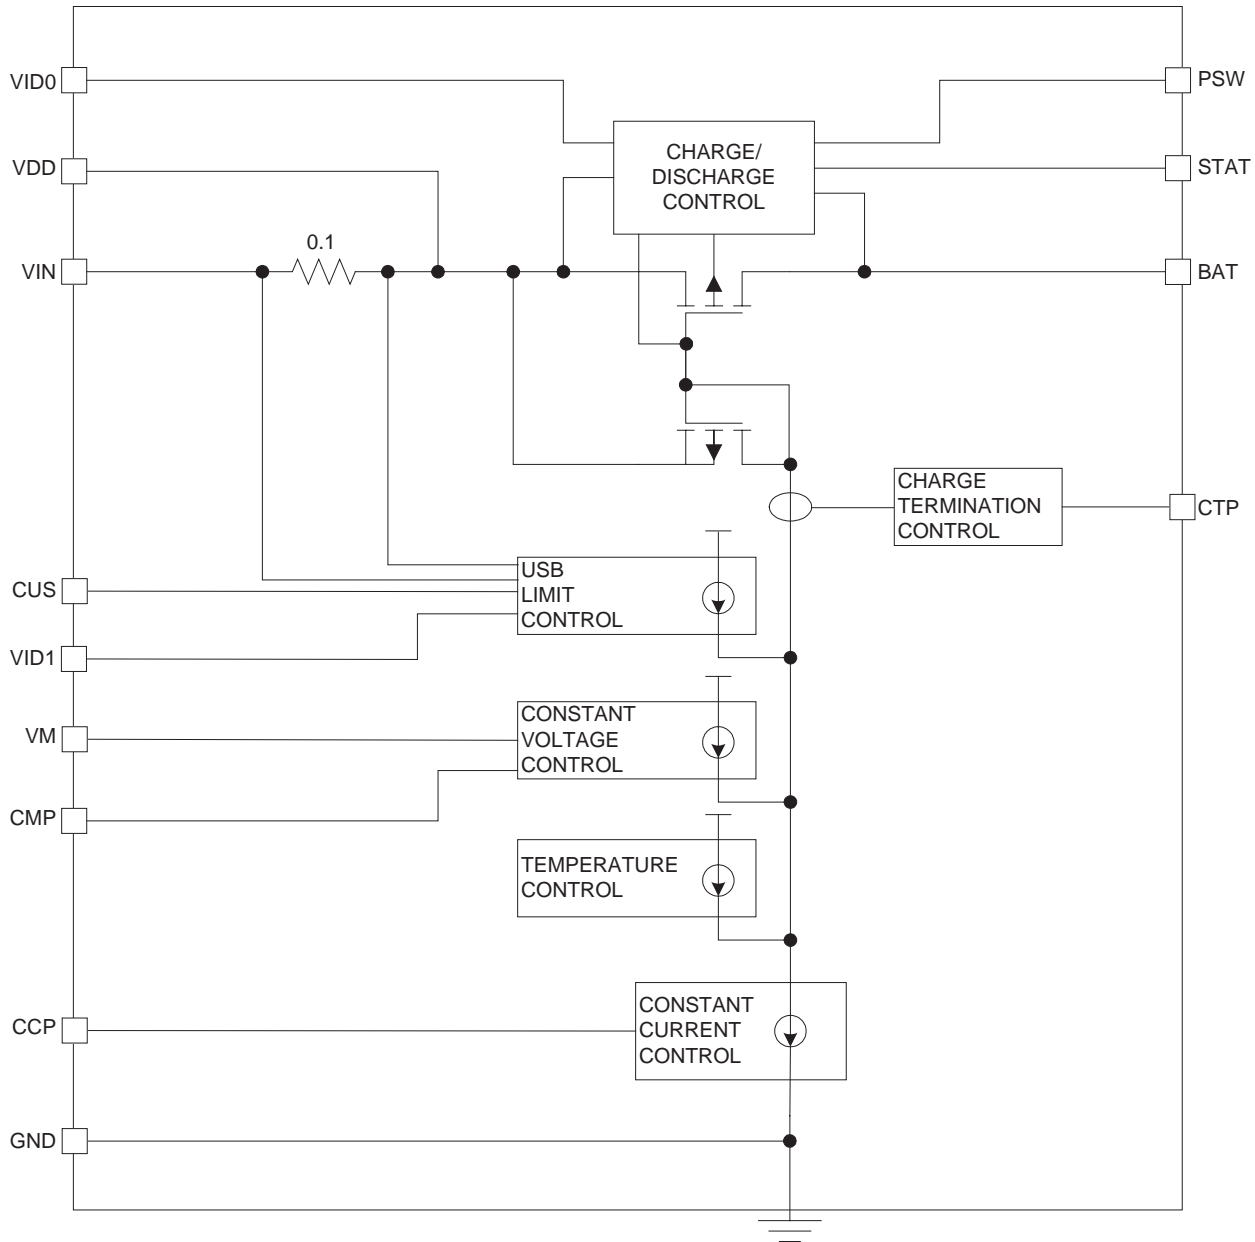 VID0
PSW
CHARGE/
DISCHARGE
CONTROL
VDD
STAT
0.1
VIN
BAT
CHARGE
TERMINATION
CONTROL
CTP
USB
LIMIT
CONTROL
CUS
VID1
CONSTANT
VOLTAGE
CONTROL
VM
CMP
TEMPERATURE
CONTROL
CONSTANT
CURRENT
CONTROL
CCP
GND